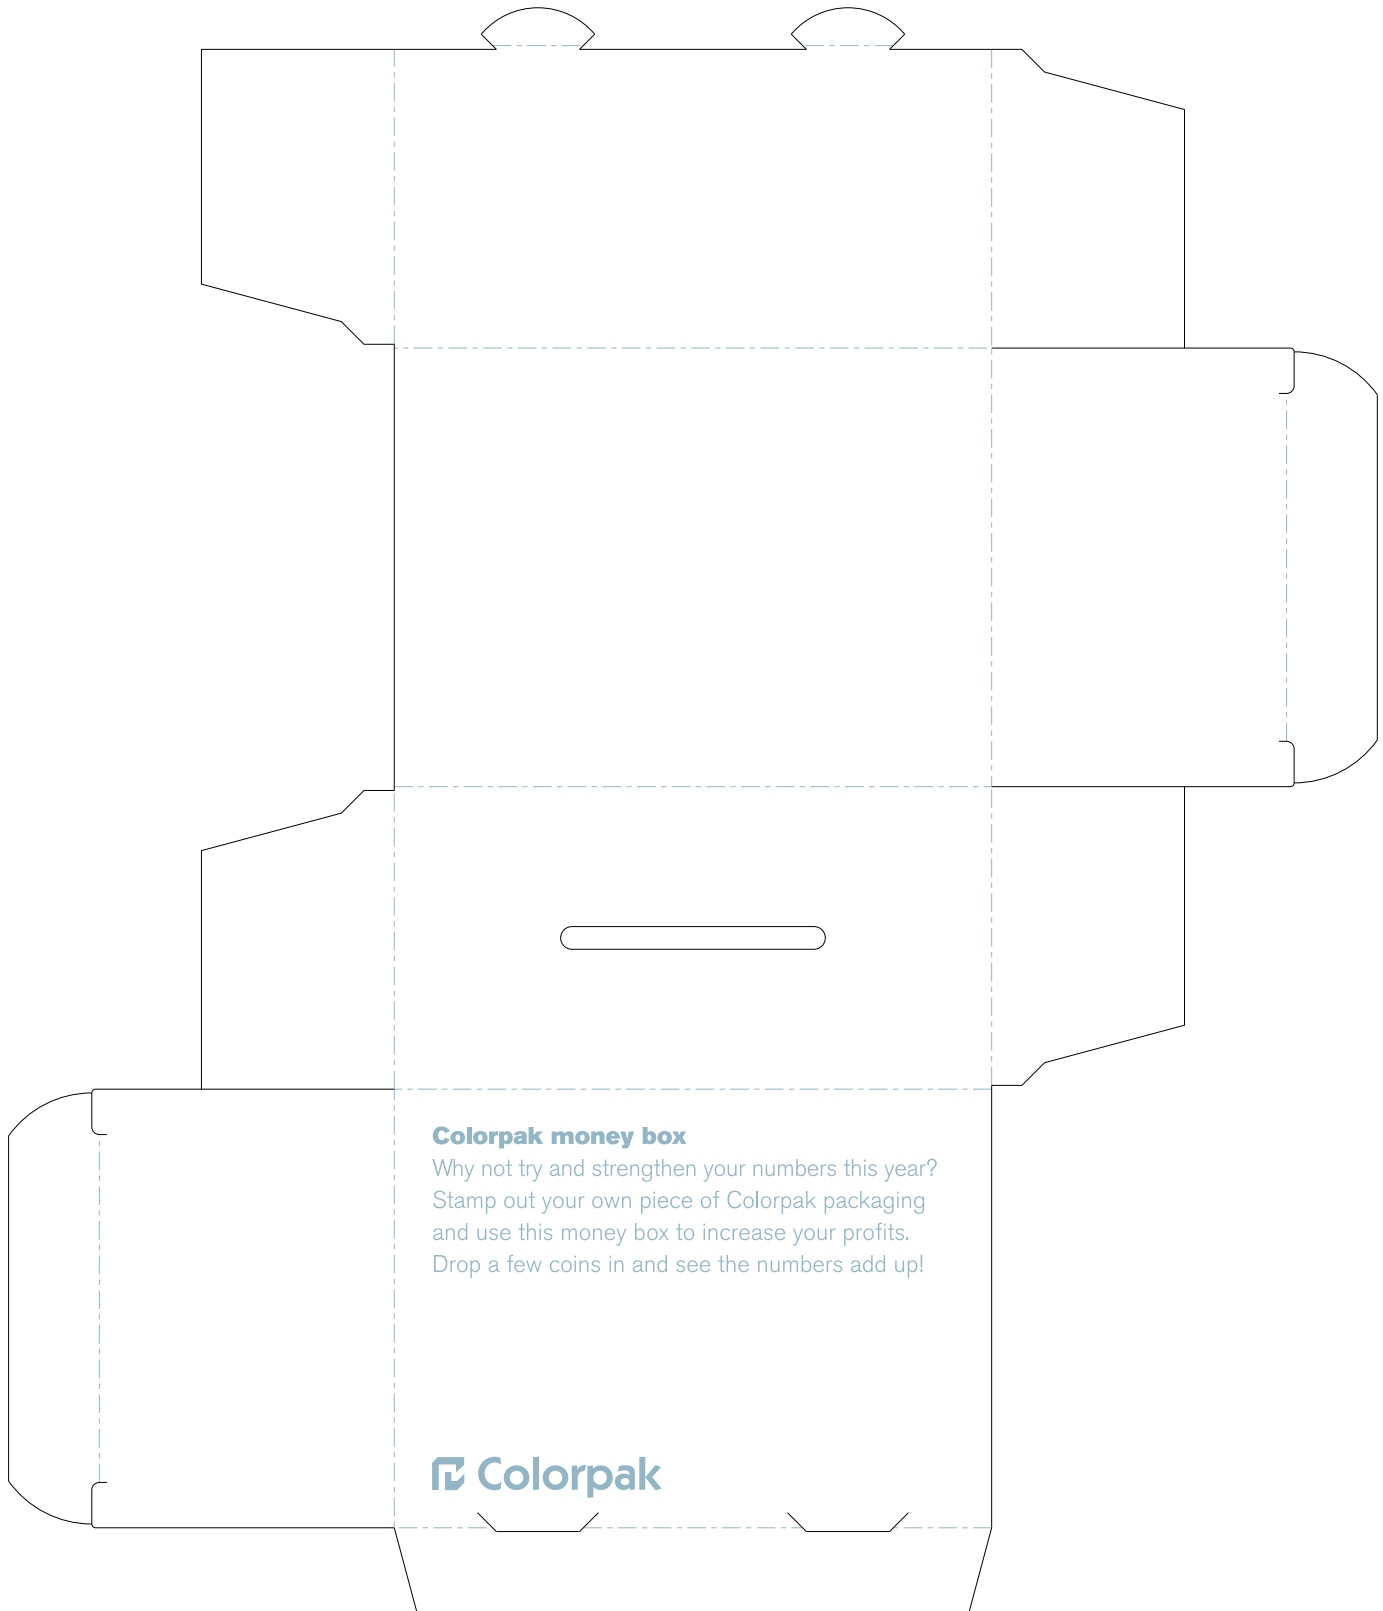 Colorpak money box
Why not try and strengthen your numbers this year?
Stamp out your own piece of Colorpak packaging
and use this money box to increase your profits.
Drop a few coins in and see the numbers add up!
Colorpak